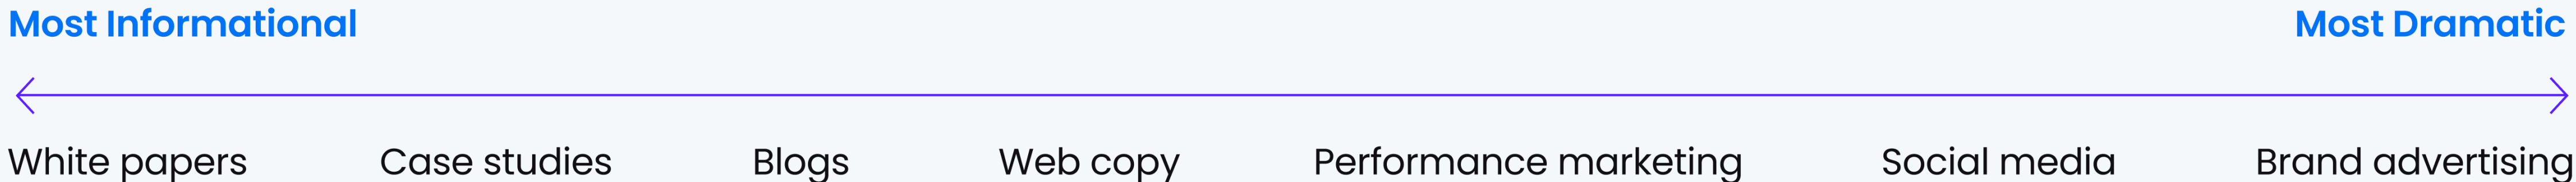 Most Informational Most Dramatic
White papers Case studies Blogs Web copy Performance marketing Social media Brand advertising